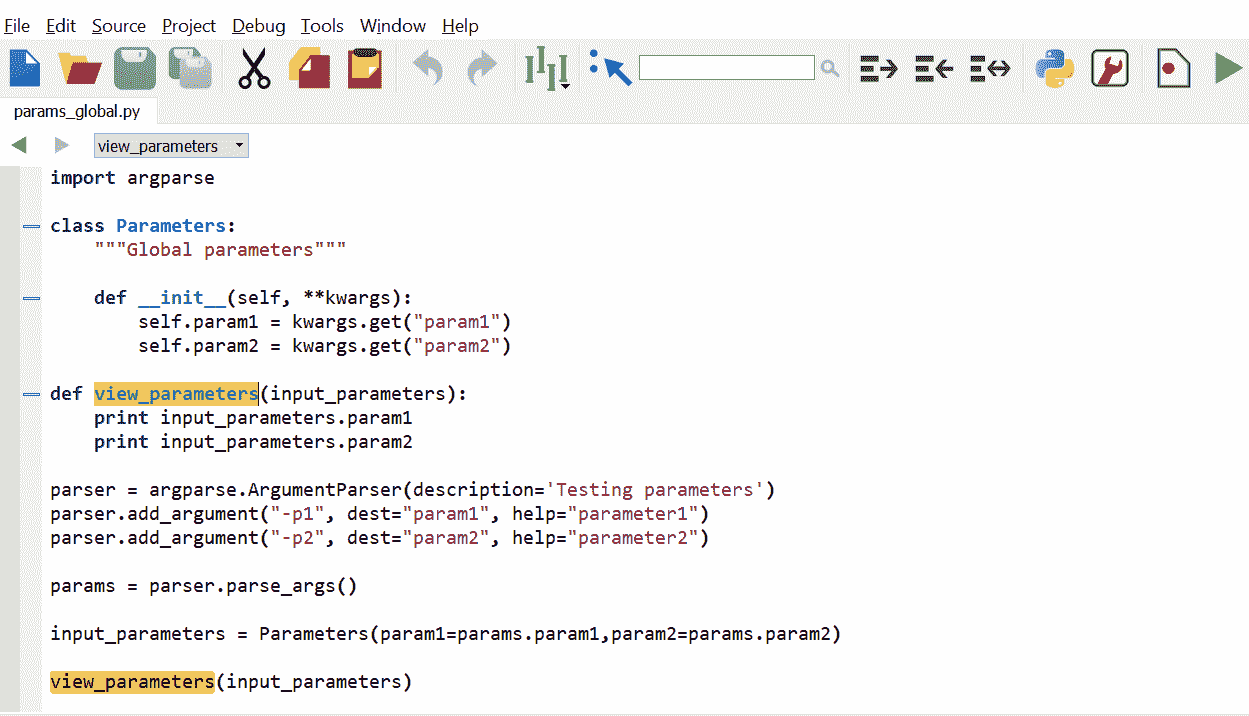 File Edit Source Project Debug Tools Window Help
params_global.py
view_parameters
import argparse
class Parameters:
"""Global parameters"""
def __init__(self, **kwargs):
self.param1 = kwargs.get("param1")
self.param2 = kwargs.get("param2")
def view_parameters(input_parameters):
print input_parameters.param1
print input_parameters.param2
parser = argparse.ArgumentParser(description='Testing parameters')
parser.add_argument("-p1", dest="param1", help="parameter1")
parser.add_argument("-p2", dest="param2", help="parameter2")
params = parser.parse_args()
input_parameters = Parameters(param1=params.param1,param2=params.param2)
view_parameters(input_parameters)